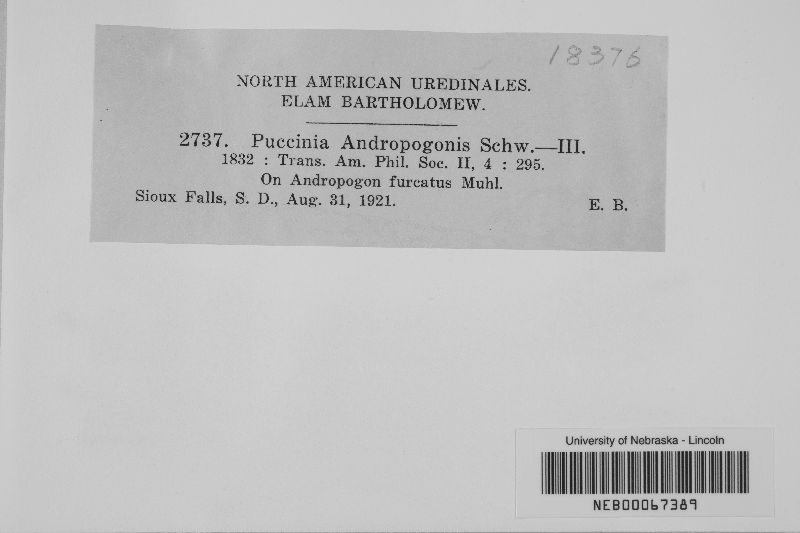 18376
NORTH AMERICAN UREDINALES.
ELAM BARTHOLOMEW.
2737. Puccinia Andropogonis Schw.—III.
1832 : Trans. Am. Phil. Soc. II, 4 : 295.
On Andropogon furcatus Muhl.
Sioux Falls, S. D., Aug. 31, 1921. E. B.
University of Nebraska - Lincoln
NEB00067389